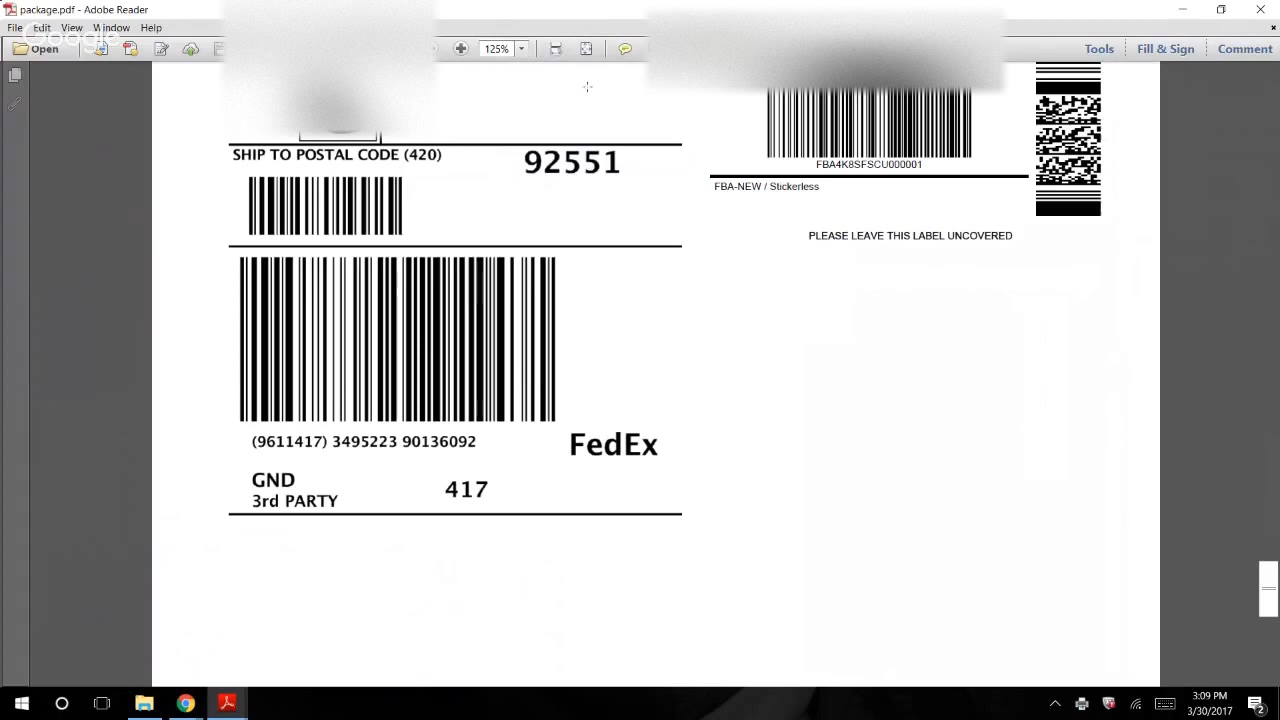 package.pdf - Adobe Reader
File Edit View Window Help
Google
Open
125%
Tools Fill & Sign Comment
SHIP TO POSTAL CODE (420)
92551
(9611417) 3495223 90136092
FedEx
GND
3rd PARTY
417
FBA4K8SFSCU000001
FBA-NEW / Stickerless
PLEASE LEAVE THIS LABEL UNCOVERED
3:09 PM
3/30/2017
2